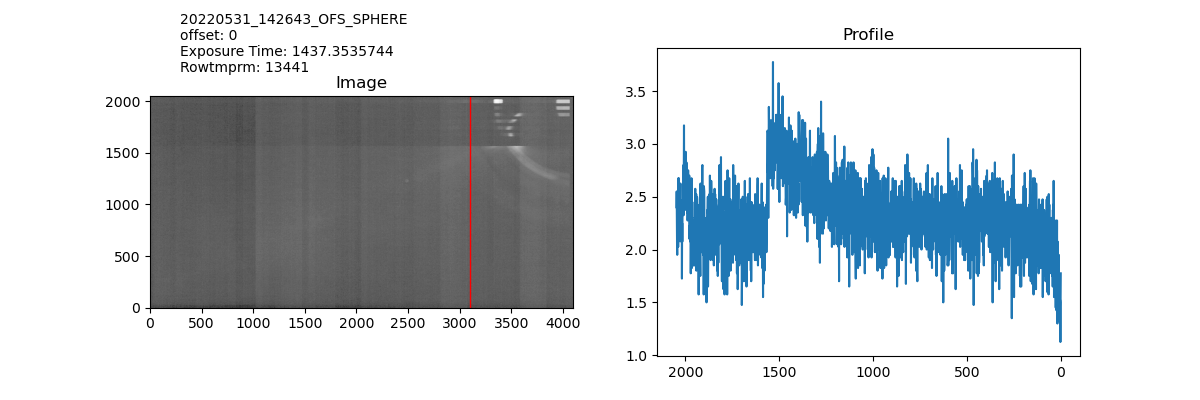 20220531_142643_OFS_SPHERE
offset: 0
Exposure Time: 1437.3535744
Rowtmprm: 13441
Image
2000
1500
1000
500
0
0 500 1000 1500 2000 2500 3000 3500 4000
Profile
3.5
3.0
2.5
2.0
1.5
1.0
2000 1500 1000 500 0